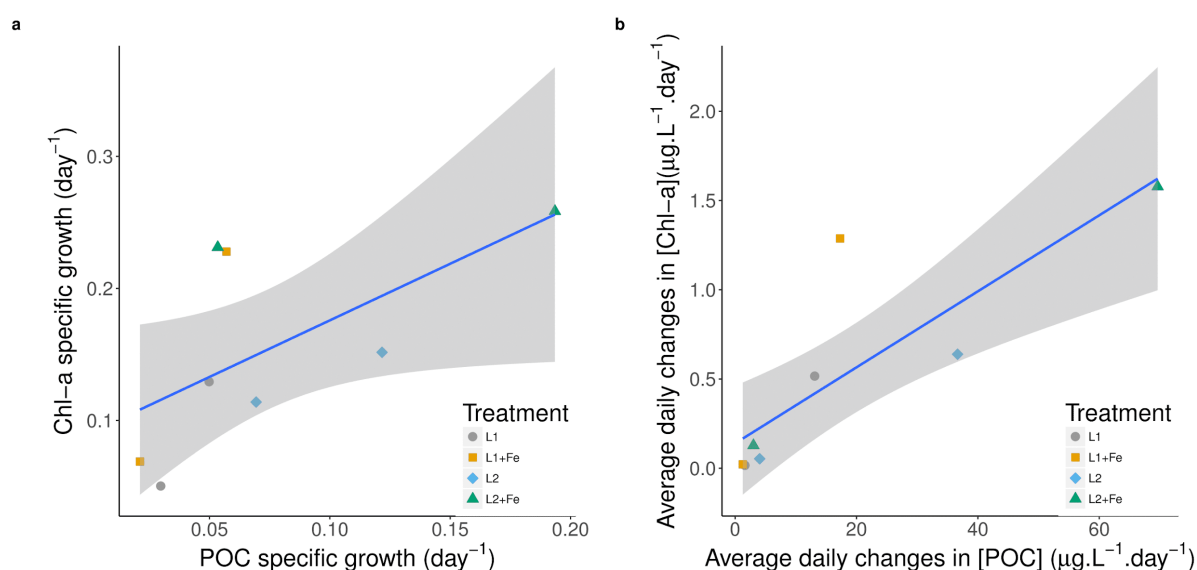 a
Chl−a specific growth (day⁻¹)
0.3
0.2
0.1
0.05
0.10
0.15
0.20
POC specific growth (day⁻¹)
Treatment
L1
L1+Fe
L2
L2+Fe
b
Average daily changes in [Chl−a](μg.L⁻¹.day⁻¹)
2.0
1.5
1.0
0.5
0.0
0
20
40
60
Average daily changes in [POC] (μg.L⁻¹.day⁻¹)
Treatment
L1
L1+Fe
L2
L2+Fe